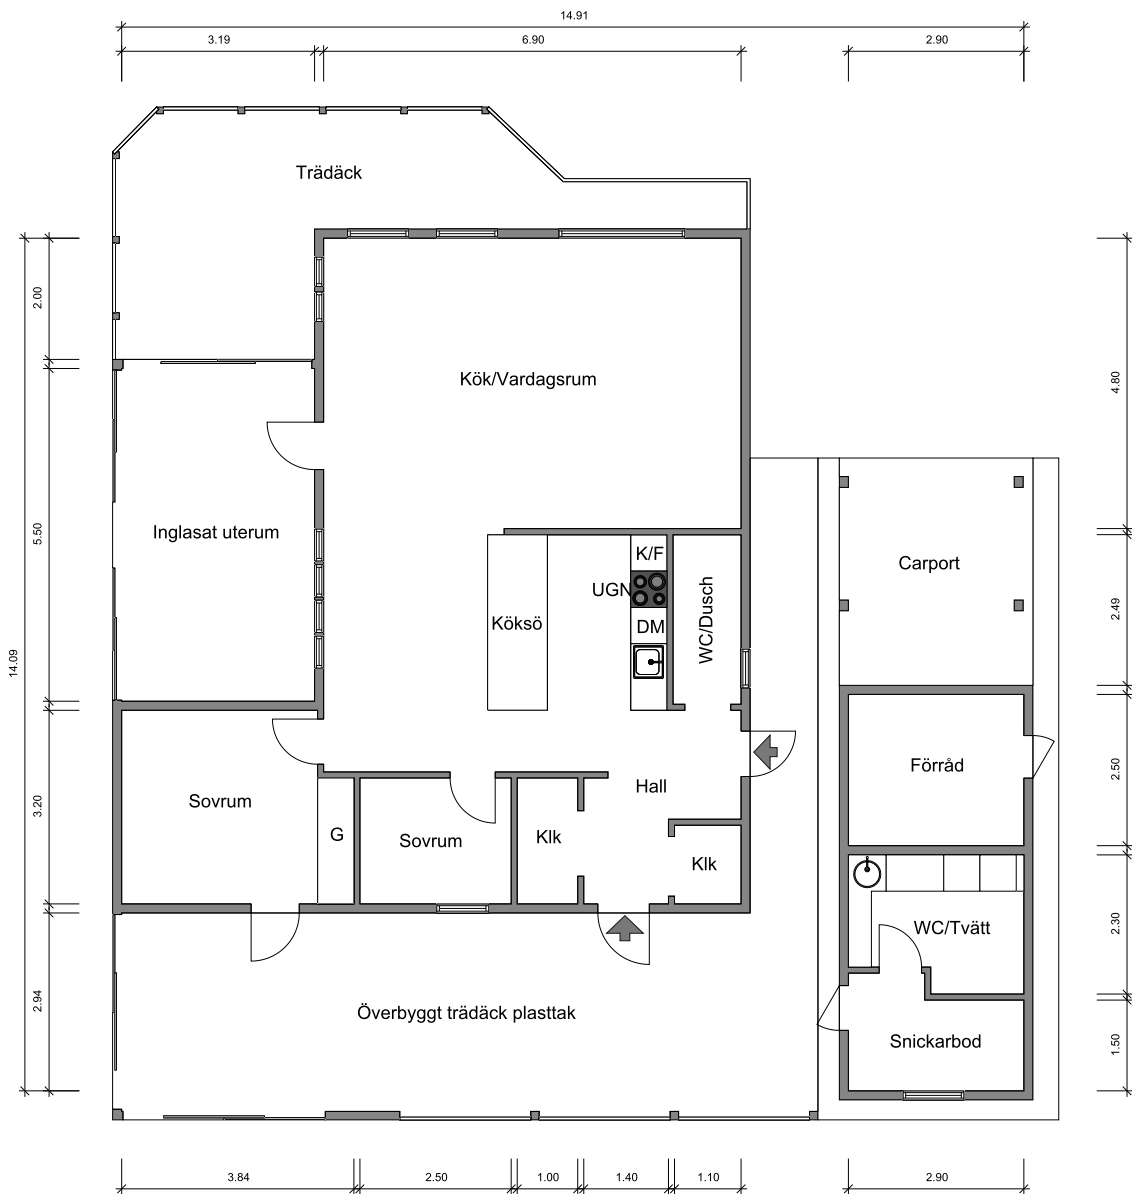 14.91
3.19
6.90
2.90
Trädäck
2.00
Kök/Vardagsrum
4.80
5.50
Inglasat uterum
K/F
UGN
Köksö
DM
WC/Dusch
Carport
2.49
14.09
Sovrum
Hall
Förråd
2.50
3.20
G
Sovrum
Klk
Klk
WC/Tvätt
2.30
2.94
Överbyggt trädäck plasttak
Snickarbod
1.50
3.84
2.50
1.00
1.40
1.10
2.90